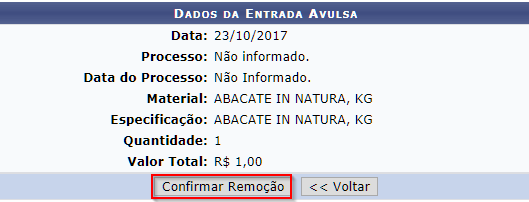 Dados da Entrada Avulsa
Data: 23/10/2017
Processo: Não informado.
Data do Processo: Não Informado.
Material: ABACATE IN NATURA, KG
Especificação: ABACATE IN NATURA, KG
Quantidade: 1
Valor Total: R$ 1,00
Confirmar Remoção << Voltar